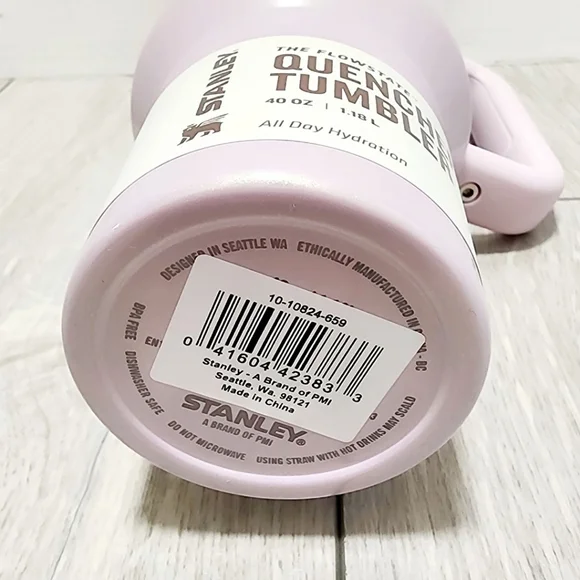 STANLEY
THE FLOWSTATE
QUENCHER
TUMBLER
40 OZ | 1.18 L
All Day Hydration
DESIGNED IN SEATTLE WA
ETHICALLY MANUFACTURED IN
BC
BPA FREE
DISHWASHER SAFE
DO NOT MICROWAVE
USING STRAW WITH HOT DRINKS MAY SCALD
10-10824-659
0 41604 42383 3
Stanley - A Brand of PMI
Seattle, Wa. 98121
Made in China
STANLEY®
A BRAND OF PMI